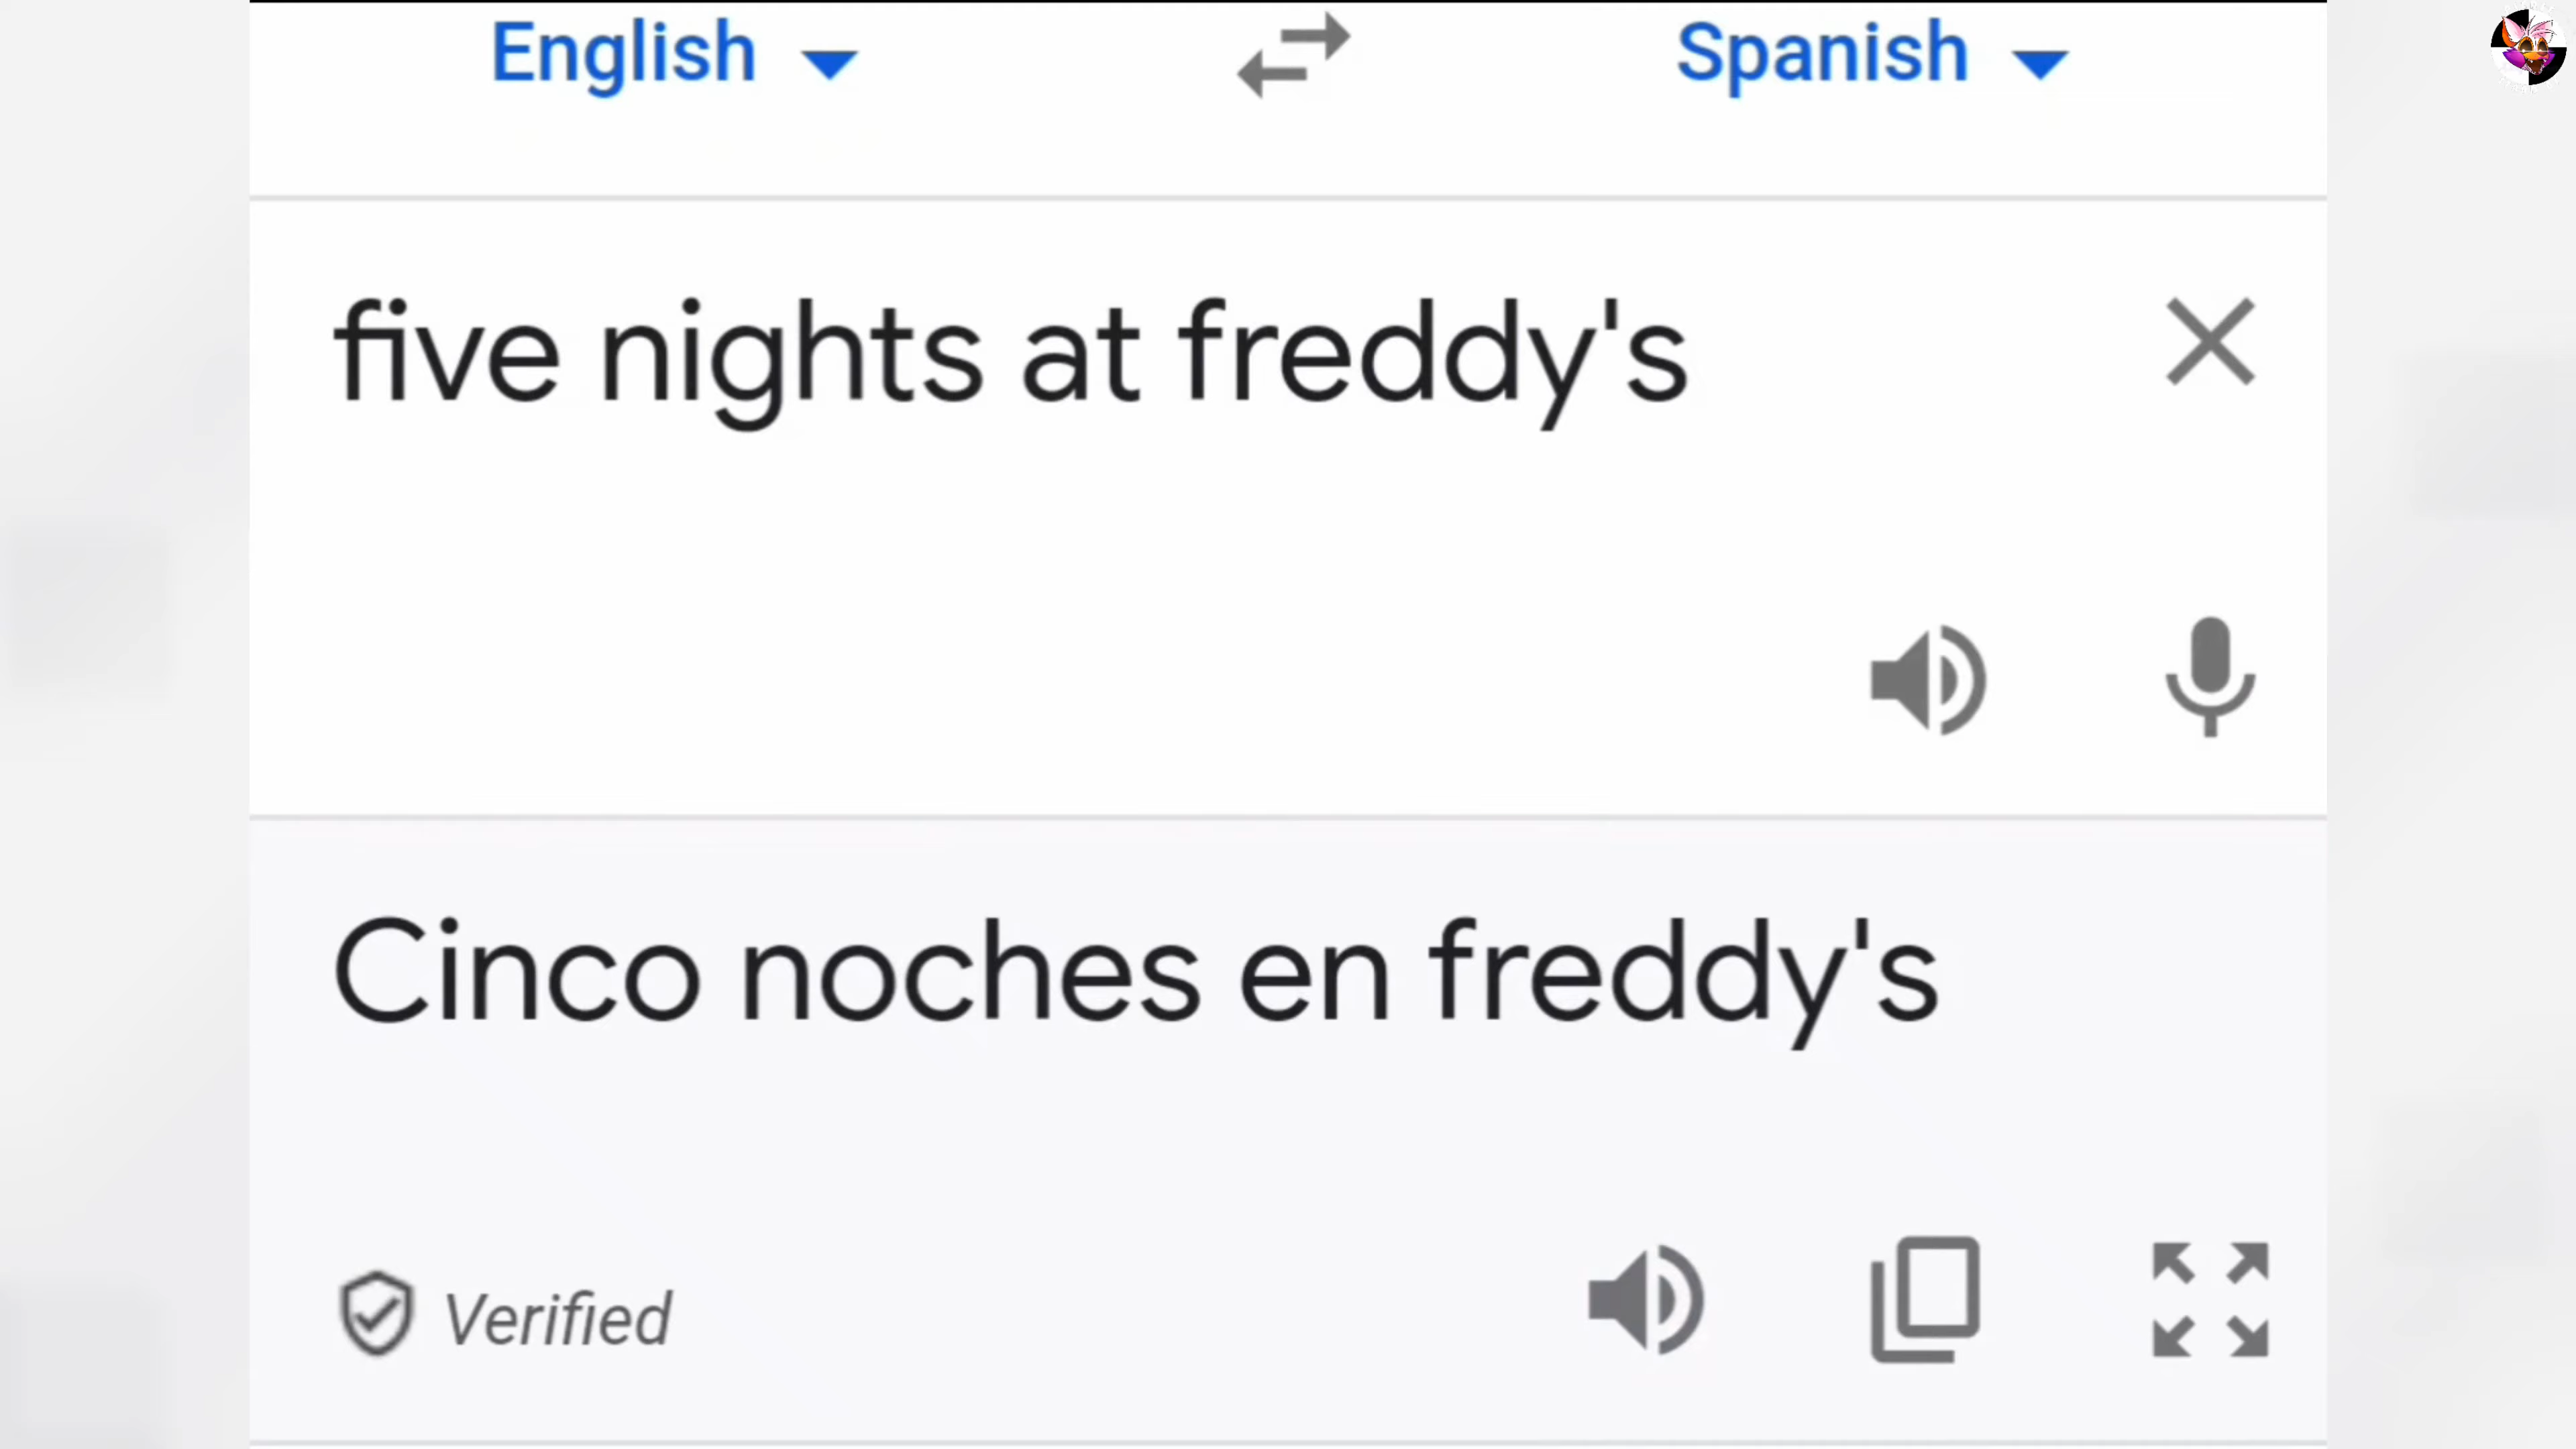 English
Spanish
five nights at freddy's
Cinco noches en freddy's
Verified